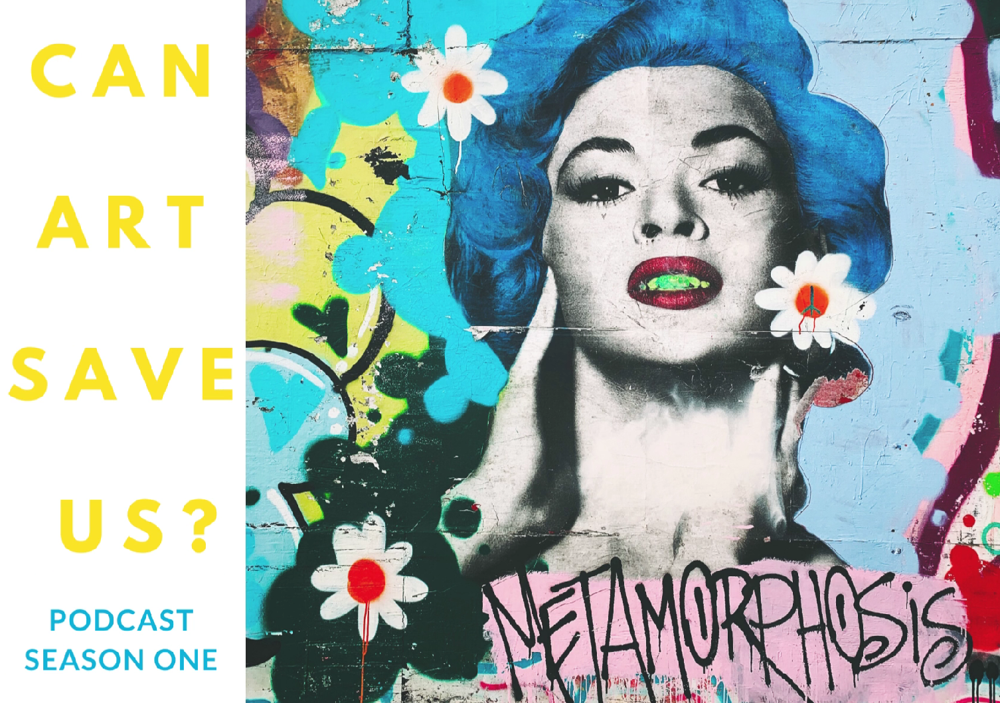 CAN
ART
SAVE
US?
PODCAST
SEASON ONE
METAMORPHOSiS